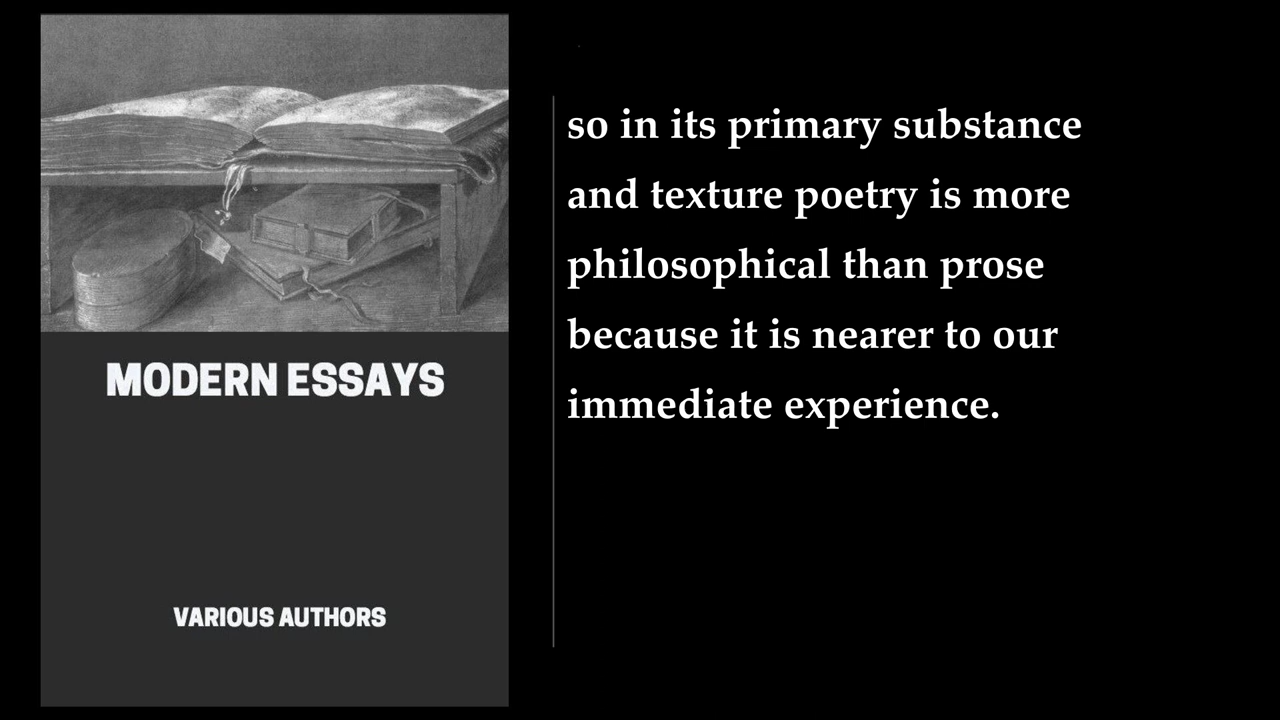 MODERN ESSAYS
VARIOUS AUTHORS
so in its primary substance
and texture poetry is more
philosophical than prose
because it is nearer to our
immediate experience.